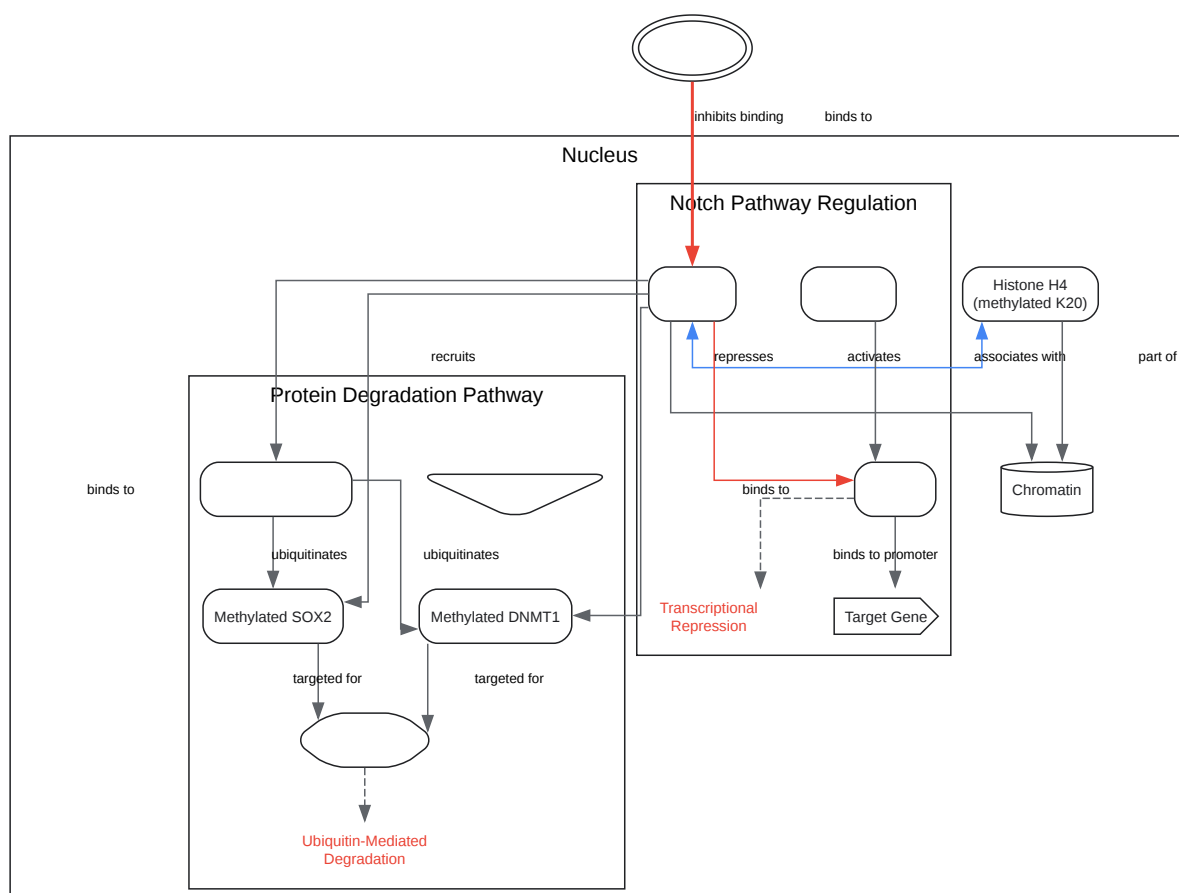 inhibits binding
binds to
Nucleus
Notch Pathway Regulation
Histone H4
(methylated K20)
recruits
represses
activates
associates with
part of
Protein Degradation Pathway
binds to
binds to
Chromatin
ubiquitinates
ubiquitinates
binds to promoter
Methylated SOX2
Methylated DNMT1
Transcriptional
Repression
Target Gene
targeted for
targeted for
Ubiquitin-Mediated
Degradation